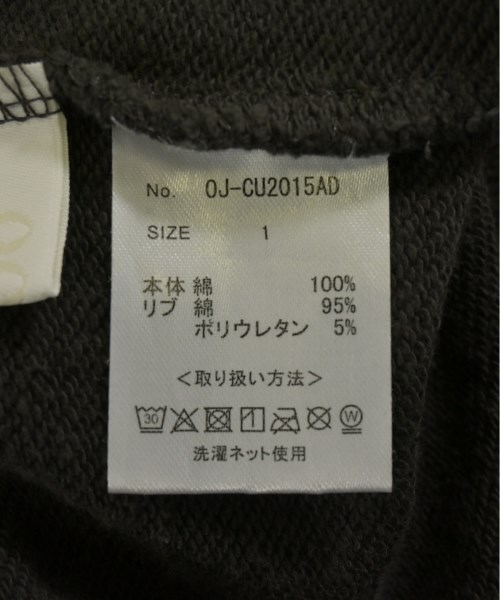 No. OJ-CU2015AD
SIZE 1
本体 綿 100%
リブ 綿 95%
ポリウレタン 5%
<取り扱い方法>
30 W
洗濯ネット使用